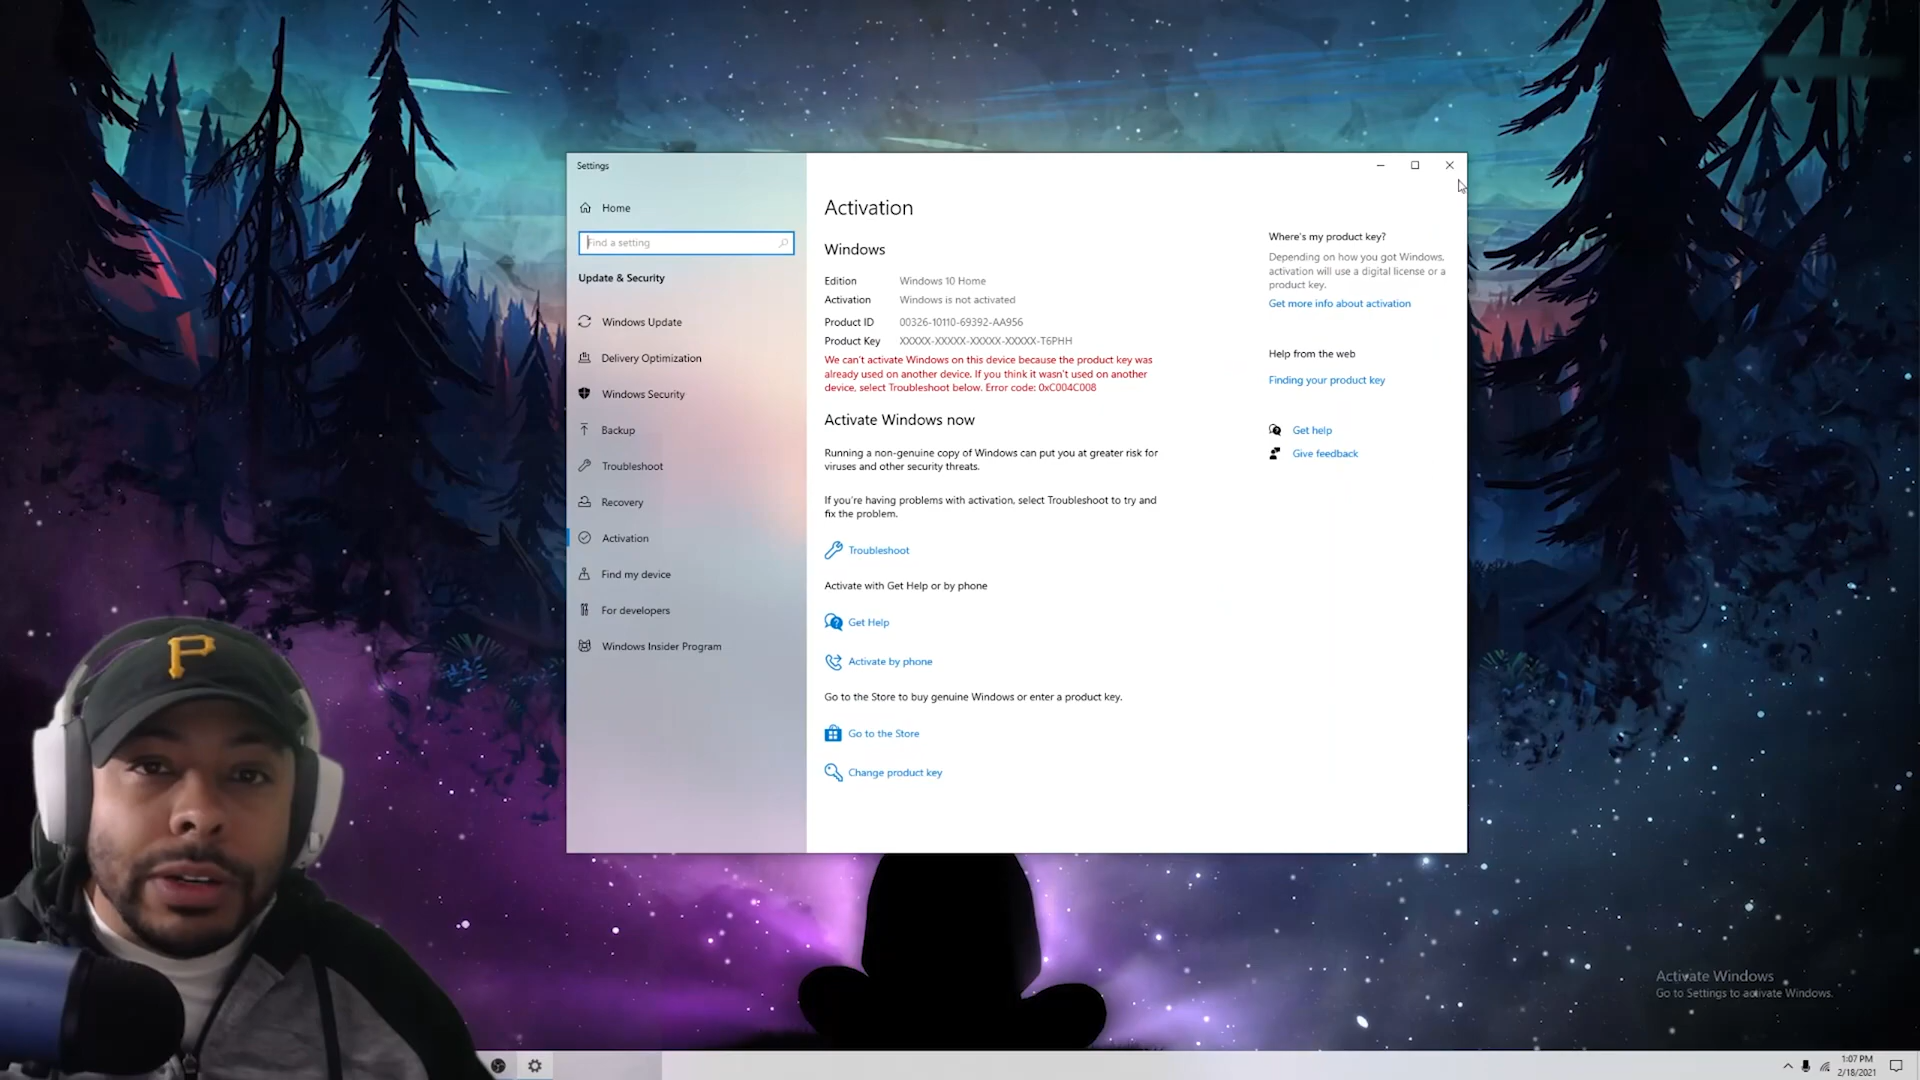 Settings
Home
Find a setting
Update & Security
Windows Update
Delivery Optimization
Windows Security
Backup
Troubleshoot
Recovery
Activation
Find my device
For developers
Windows Insider Program
Activation
Windows
Edition Windows 10 Home
Activation Windows is not activated
Product ID 00326-10110-69392-AA956
Product Key XXXXX-XXXXX-XXXXX-XXXXX-T6PHH
We can't activate Windows on this device because the product key was
already used on another device. If you think it wasn't used on another
device, select Troubleshoot below. Error code: 0xC004C008
Activate Windows now
Running a non-genuine copy of Windows can put you at greater risk for
viruses and other security threats.
If you're having problems with activation, select Troubleshoot to try and
fix the problem.
Troubleshoot
Activate with Get Help or by phone
Get Help
Activate by phone
Go to the Store to buy genuine Windows or enter a product key.
Go to the Store
Change product key
Where's my product key?
Depending on how you got Windows,
activation will use a digital license or a
product key.
Get more info about activation
Help from the web
Finding your product key
Get help
Give feedback
P
Activate Windows
Go to Settings to activate Windows.
1:07 PM
2/18/2021